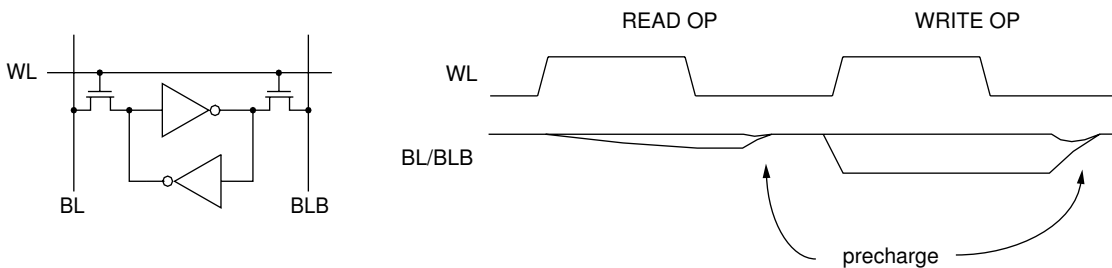 READ OP
WRITE OP
WL
WL
BL/BLB
BL
BLB
precharge